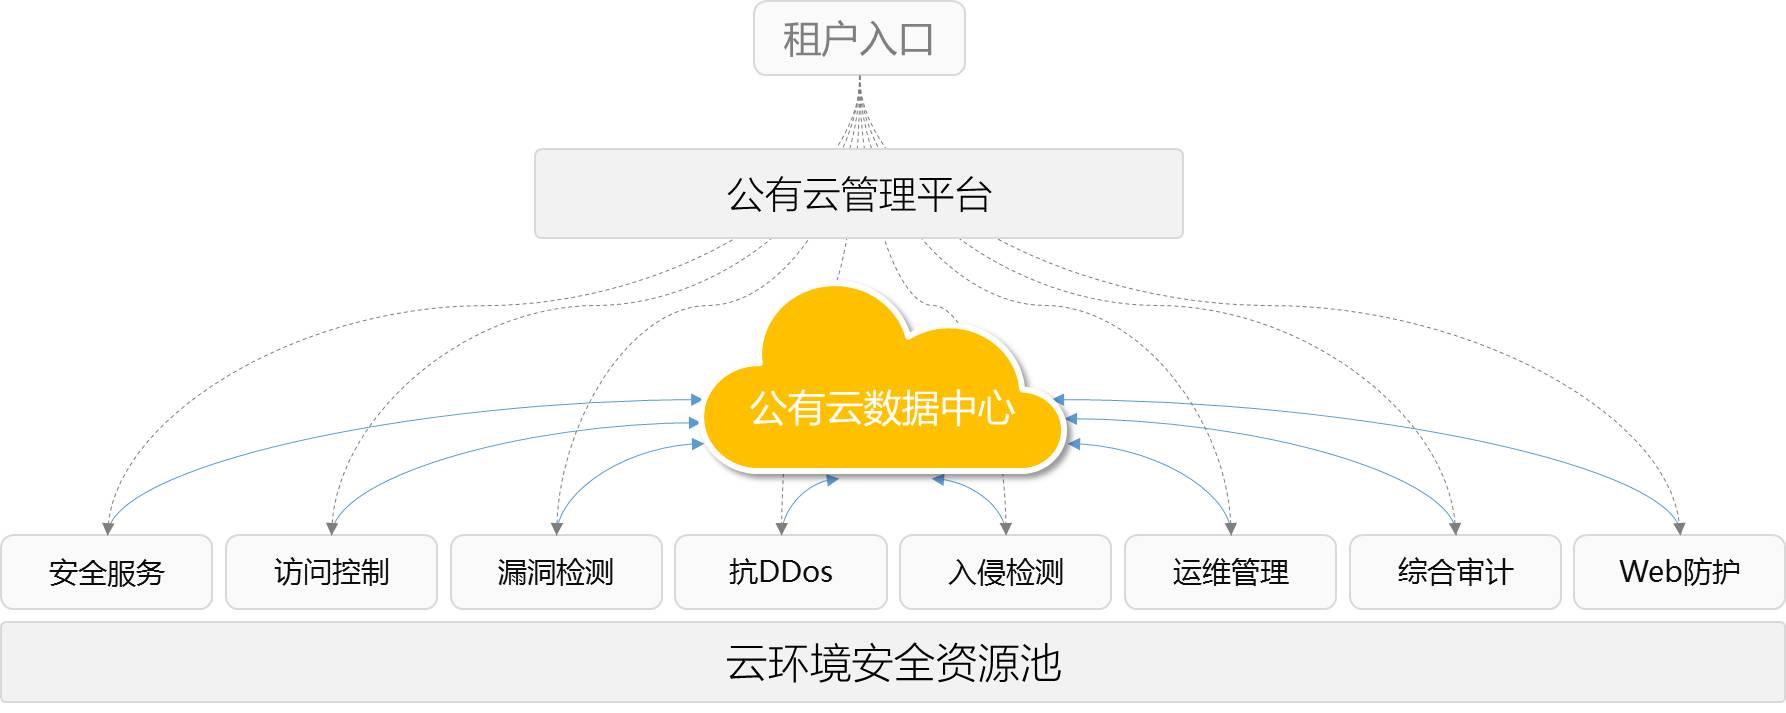 租户入口
公有云管理平台
公有云数据中心
安全服务
访问控制
漏洞检测
抗DDos
入侵检测
运维管理
综合审计
Web防护
云环境安全资源池